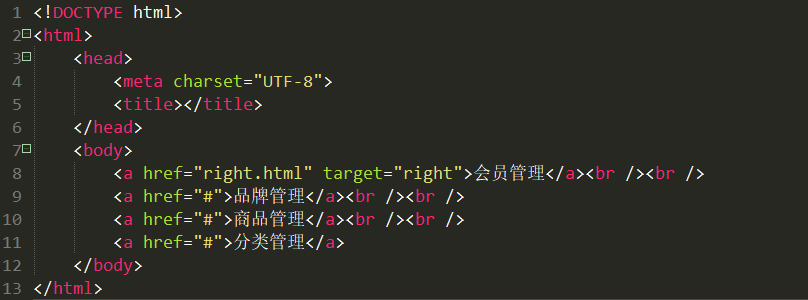 1 <!DOCTYPE html>
2 <html>
3     <head>
4         <meta charset="UTF-8">
5         <title></title>
6     </head>
7     <body>
8         <a href="right.html" target="right">会员管理</a><br /><br />
9         <a href="#">品牌管理</a><br /><br />
10         <a href="#">商品管理</a><br /><br />
11         <a href="#">分类管理</a>
12     </body>
13 </html>